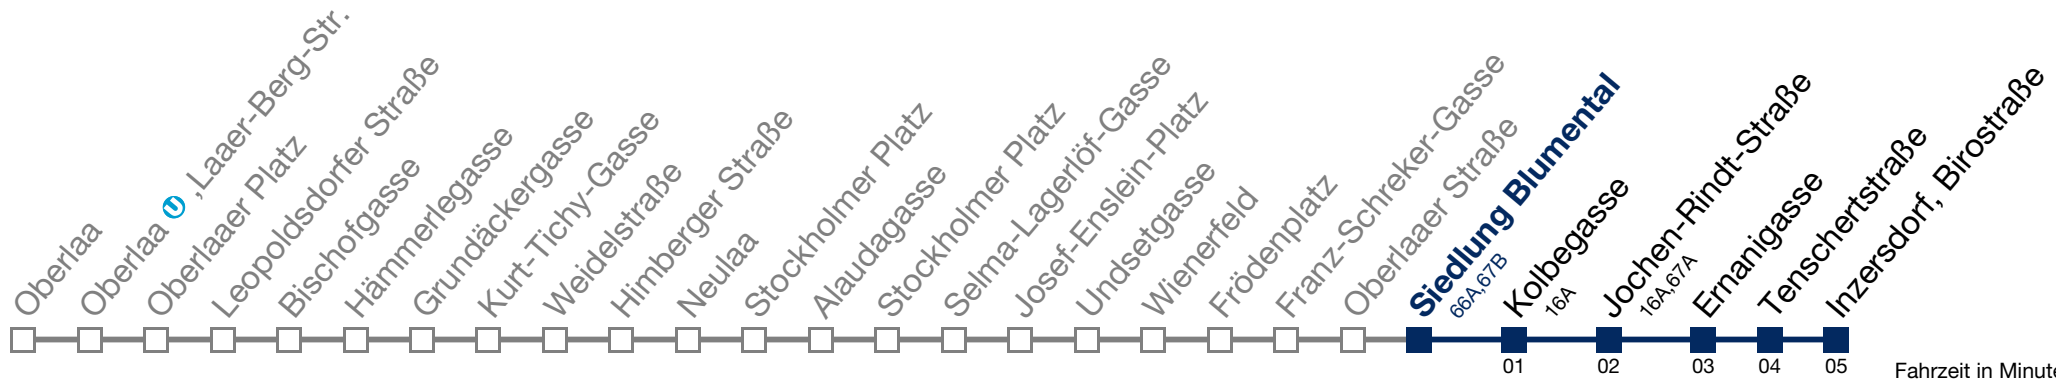 Oberlaa
Oberlaa U ,Laaer-Berg-Str.
Oberlaaer Platz
Leopoldsdorfer Straße
Bischofgasse
Hämmerlegasse
Grundäckergasse
Kurt-Tichy-Gasse
Weidelstraße
Himberger Straße
Neulaa
Stockholmer Platz
Alaudagasse
Stockholmer Platz
Selma-Lagerlöf-Gasse
Josef-Enslein-Platz
Undsetgasse
Wienerfeld
Frödenplatz
Franz-Schreker-Gasse
Oberlaaer Straße
Siedlung Blumental
66A,67B
Kolbegasse
16A
Jochen-Rindt-Straße
16A,67A
Ernanigasse
Tenschertstraße
Inzersdorf, Birostraße
01 02 03 04 05
Fahrzeit in Minute